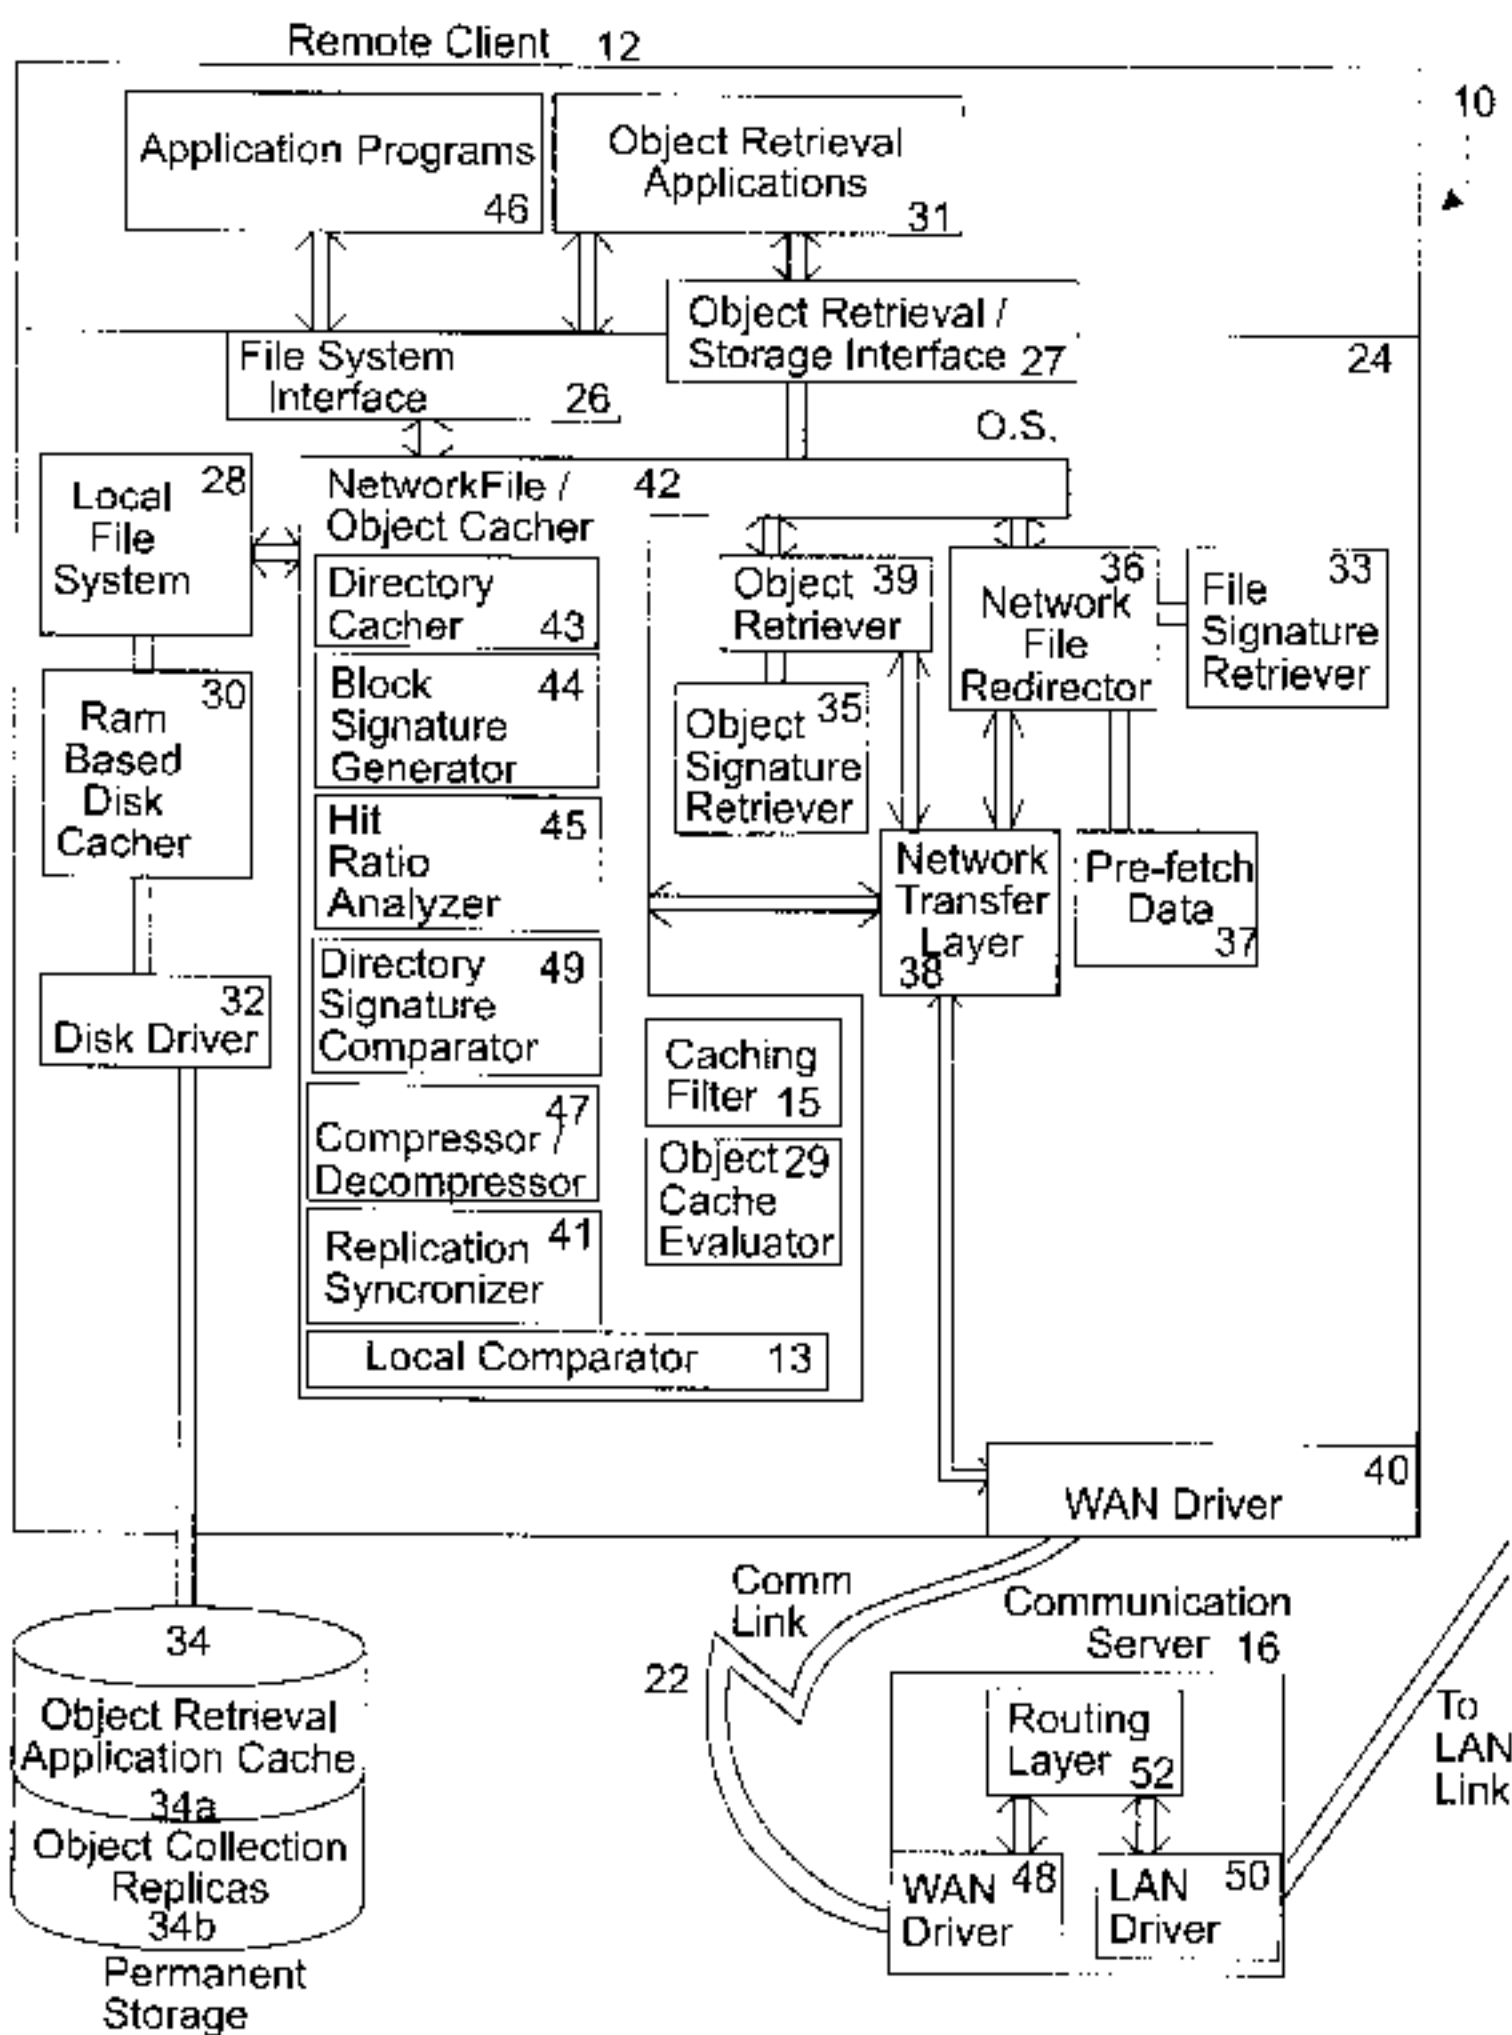 Remote Client 12
10
Application Programs
46
Object Retrieval
Applications
31
Object Retrieval /
Storage Interface 27
File System
Interface 26
24
O.S.
Local
File
System
28
NetworkFile /
Object Cacher
42
Directory
Cacher 43
Block
Signature
Generator
44
Hit
Ratio
Analyzer
45
Directory
Signature
Comparator
49
47
Compressor /
Decompressor
Replication
Syncronizer
41
Local Comparator 13
Object
Retriever
39
Object
Signature
Retriever
35
36
Network
File
Redirector
33
File
Signature
Retriever
Ram
Based
Disk
Cacher
30
Network
Transfer
Layer
38
Pre-fetch
Data
37
32
Disk Driver
Caching
Filter 15
Object
Cache
Evaluator
29
40
WAN Driver
34
Object Retrieval
Application Cache
34a
Object Collection
Replicas
34b
Permanent
Storage
Comm
Link
22
Communication
Server 16
Routing
Layer
52
WAN
Driver
48
LAN
Driver
50
To
LAN
Link